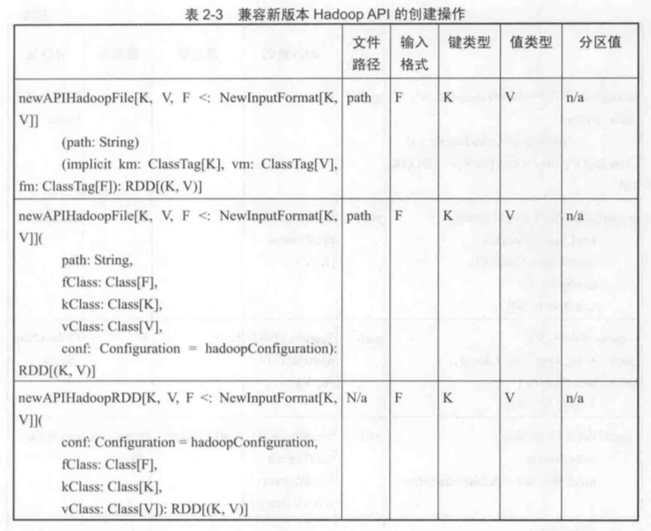 表 2-3 兼容新版本 Hadoop API 的创建操作
文件 输入 键类型 值类型 分区值
路径 格式
newAPIHadoopFile[K, V, F <: NewInputFormat[K, path F K V n/a
V]]
(path: String)
(implicit km: ClassTag[K], vm: ClassTag[V],
fm: ClassTag[F]): RDD[(K, V)]
newAPIHadoopFile[K, V, F <: NewInputFormat[K, path F K V n/a
V]](
path: String,
fClass: Class[F],
kClass: Class[K],
vClass: Class[V],
conf: Configuration = hadoopConfiguration):
RDD[(K, V)]
newAPIHadoopRDD[K, V, F <: NewInputFormat[K, N/a F K V n/a
V]](
conf: Configuration = hadoopConfiguration,
fClass: Class[F],
kClass: Class[K],
vClass: Class[V]): RDD[(K, V)]